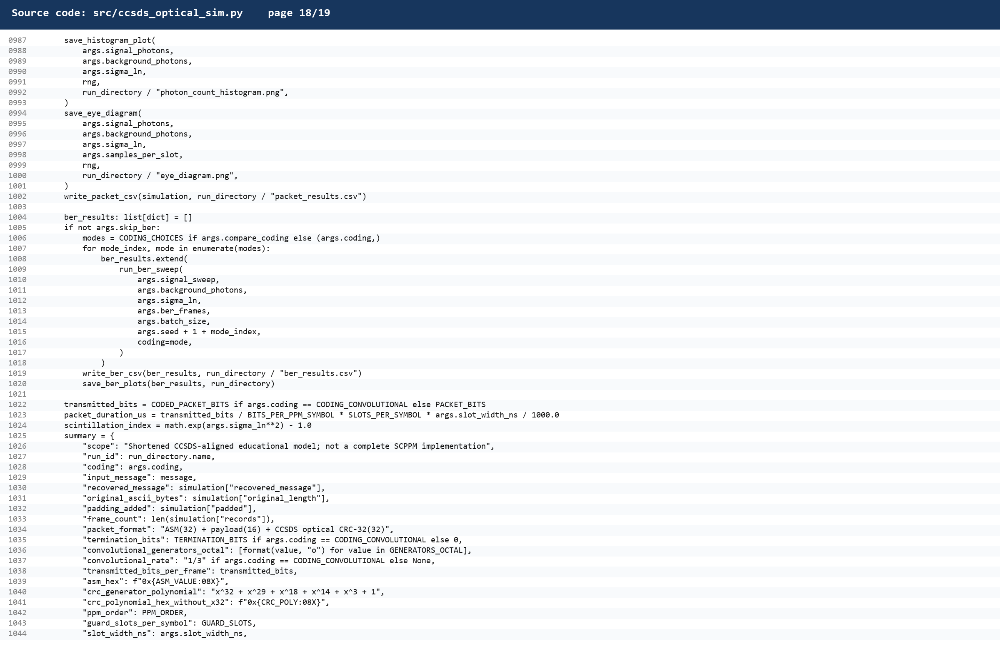 Source code: src/ccsds_optical_sim.py    page 18/19
0987        save_histogram_plot(
0988            args.signal_photons,
0989            args.background_photons,
0990            args.sigma_ln,
0991            rng,
0992            run_directory / "photon_count_histogram.png",
0993        )
0994        save_eye_diagram(
0995            args.signal_photons,
0996            args.background_photons,
0997            args.sigma_ln,
0998            args.samples_per_slot,
0999            rng,
1000            run_directory / "eye_diagram.png",
1001        )
1002        write_packet_csv(simulation, run_directory / "packet_results.csv")
1003
1004        ber_results: list[dict] = []
1005        if not args.skip_ber:
1006            modes = CODING_CHOICES if args.compare_coding else (args.coding,)
1007            for mode_index, mode in enumerate(modes):
1008                ber_results.extend(
1009                    run_ber_sweep(
1010                        args.signal_sweep,
1011                        args.background_photons,
1012                        args.sigma_ln,
1013                        args.ber_frames,
1014                        args.batch_size,
1015                        args.seed + 1 + mode_index,
1016                        coding=mode,
1017                    )
1018                )
1019            write_ber_csv(ber_results, run_directory / "ber_results.csv")
1020            save_ber_plots(ber_results, run_directory)
1021
1022        transmitted_bits = CODED_PACKET_BITS if args.coding == CODING_CONVOLUTIONAL else PACKET_BITS
1023        packet_duration_us = transmitted_bits / BITS_PER_PPM_SYMBOL * SLOTS_PER_SYMBOL * args.slot_width_ns / 1000.0
1024        scintillation_index = math.exp(args.sigma_ln**2) - 1.0
1025        summary = {
1026            "scope": "Shortened CCSDS-aligned educational model; not a complete SCPPM implementation",
1027            "run_id": run_directory.name,
1028            "coding": args.coding,
1029            "input_message": message,
1030            "recovered_message": simulation["recovered_message"],
1031            "original_ascii_bytes": simulation["original_length"],
1032            "padding_added": simulation["padded"],
1033            "frame_count": len(simulation["records"]),
1034            "packet_format": "ASM(32) + payload(16) + CCSDS optical CRC-32(32)",
1035            "termination_bits": TERMINATION_BITS if args.coding == CODING_CONVOLUTIONAL else 0,
1036            "convolutional_generators_octal": [format(value, "o") for value in GENERATORS_OCTAL],
1037            "convolutional_rate": "1/3" if args.coding == CODING_CONVOLUTIONAL else None,
1038            "transmitted_bits_per_frame": transmitted_bits,
1039            "asm_hex": f"0x{ASM_VALUE:08X}",
1040            "crc_generator_polynomial": "x^32 + x^29 + x^18 + x^14 + x^3 + 1",
1041            "crc_polynomial_hex_without_x32": f"0x{CRC_POLY:08X}",
1042            "ppm_order": PPM_ORDER,
1043            "guard_slots_per_symbol": GUARD_SLOTS,
1044            "slot_width_ns": args.slot_width_ns,